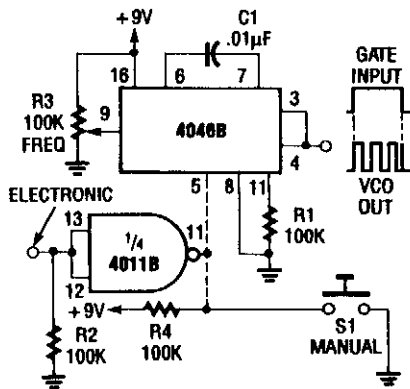 +9V
C1
.01µF
16
6
7
GATE
INPUT
R3
100K
FREQ
9
4046B
3
4
VCO
OUT
5
8
11
R1
100K
ELECTRONIC
13
1/4
4011B
11
12
+9V
R2
100K
R4
100K
S1
MANUAL